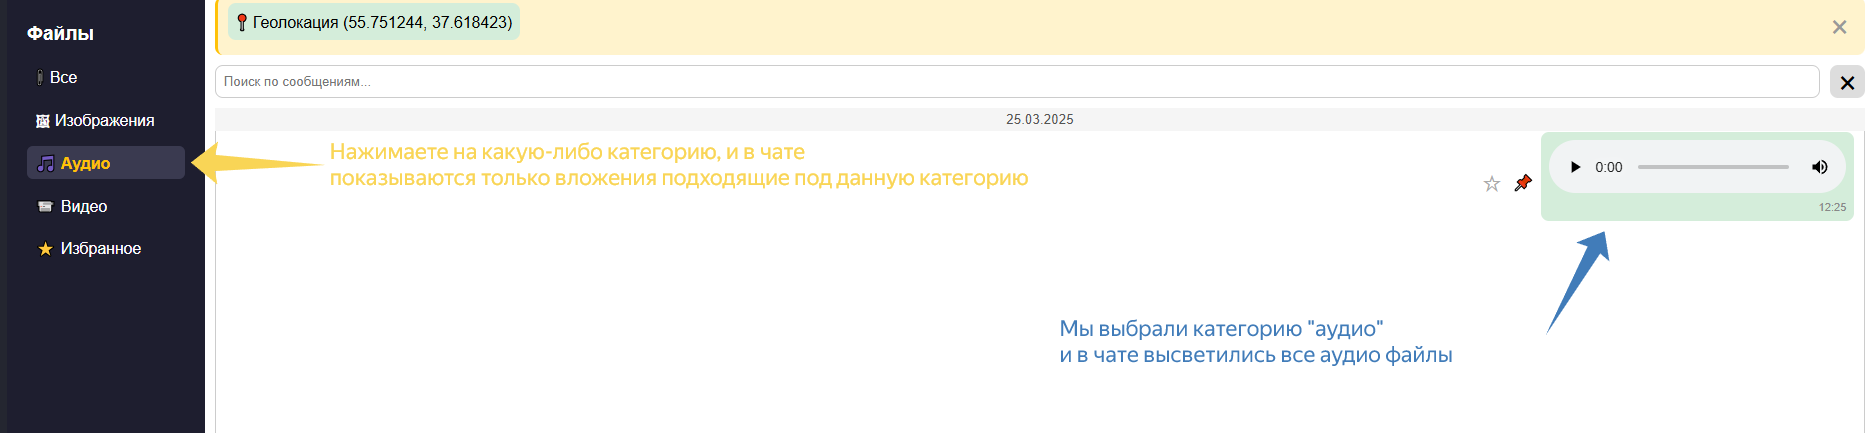 Файлы
Все
Изображения
Аудио
Видео
Избранное
Геолокация (55.751244, 37.618423)
Поиск по сообщениям...
25.03.2025
Нажимаете на какую-либо категорию, и в чате
показываются только вложения подходящие под данную категорию
0:00
12:25
Мы выбрали категорию "аудио"
и в чате высветились все аудио файлы